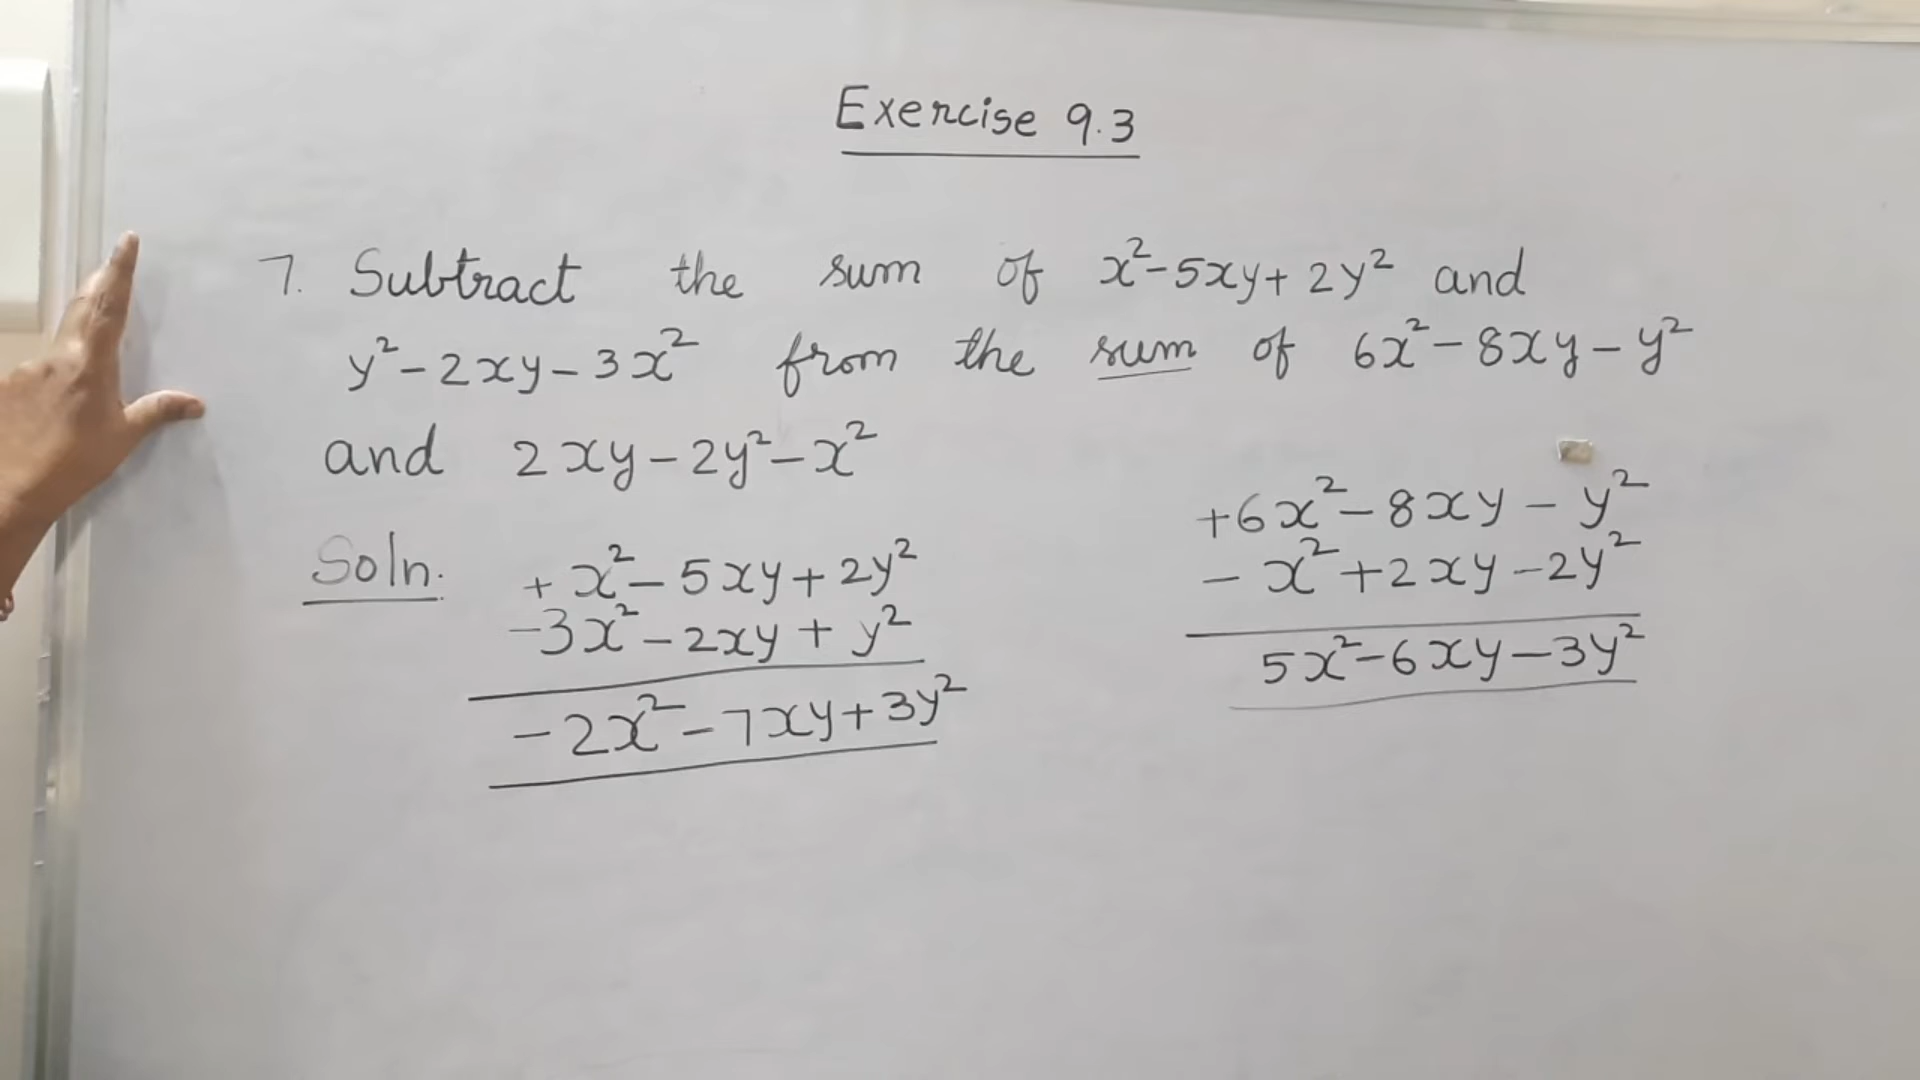 Exercise 9.3
7. Subtract the sum of x²-5xy+2y² and
y²-2xy-3x² from the sum of 6x²-8xy-y²
and 2xy-2y²-x²
Soln.
+x²-5xy+2y²
-3x²-2xy+y²
-2x²-7xy+3y²
+6x²-8xy-y²
-x²+2xy-2y²
5x²-6xy-3y²